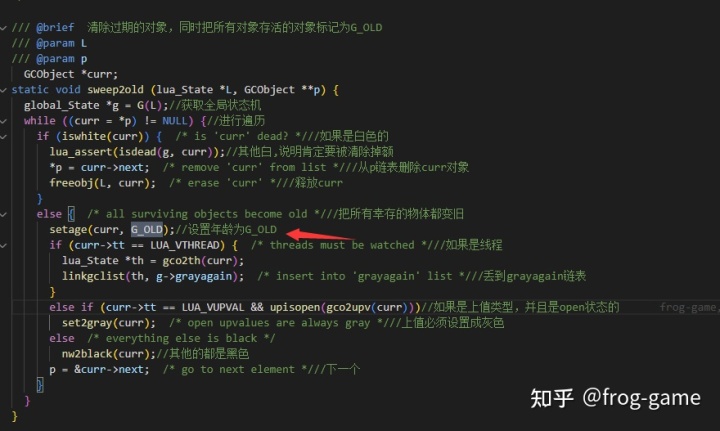 /// @brief  清除过期的对象，同时把所有对象存活的对象标记为G_OLD
/// @param L
/// @param p
GCObject *curr;
static void sweep2old (lua_State *L, GCObject **p) {
  global_State *g = G(L);//获取全局状态机
  while ((curr = *p) != NULL) {//进行遍历
    if (iswhite(curr)) {  /* is 'curr' dead? *///如果是白色的
      lua_assert(isdead(g, curr));//其他白,说明肯定要被清除掉额
      *p = curr->next;  /* remove 'curr' from list *///从p链表删除curr对象
      freeobj(L, curr);  /* erase 'curr' *///释放curr
    }
    else {  /* all surviving objects become old *///把所有幸存的物体都变旧
      setage(curr, G_OLD);//设置年龄为G_OLD
      if (curr->tt == LUA_VTHREAD) {  /* threads must be watched *///如果是线程
        lua_State *th = gco2th(curr);
        linkgclist(th, g->grayagain);  /* insert into 'grayagain' list *///丢到grayagain链表
      }
      else if (curr->tt == LUA_VUPVAL && upisopen(gco2upv(curr)))//如果是上值类型，并且是open状态的 frog-game,
        set2gray(curr);  /* open upvalues are always gray *///上值必须设置成灰色
      else  /* everything else is black */
        nw2black(curr);//其他的都是黑色
      p = &curr->next;  /* go to next element *///下一个
    }
  }
}
知乎 @frog-game